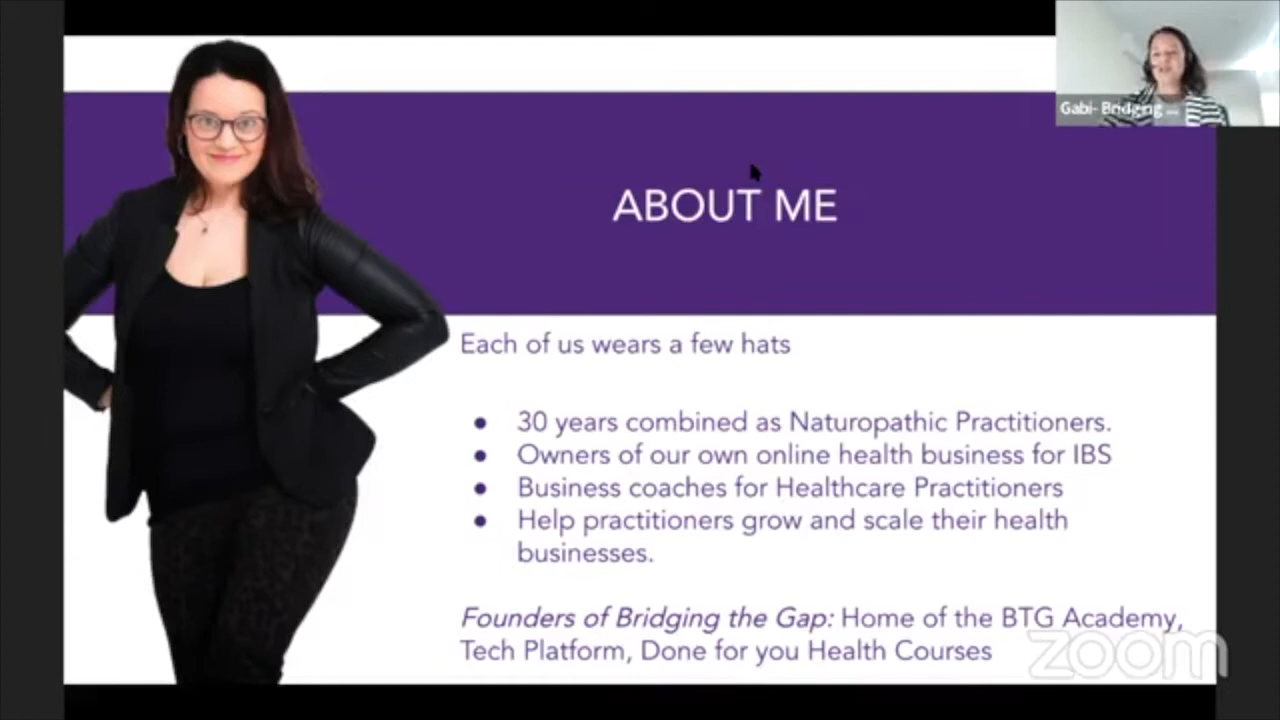 Gabi- Bridging ...
ABOUT ME
Each of us wears a few hats
● 30 years combined as Naturopathic Practitioners.
● Owners of our own online health business for IBS
● Business coaches for Healthcare Practitioners
● Help practitioners grow and scale their health
businesses.
Founders of Bridging the Gap: Home of the BTG Academy,
Tech Platform, Done for you Health Courses
zoom